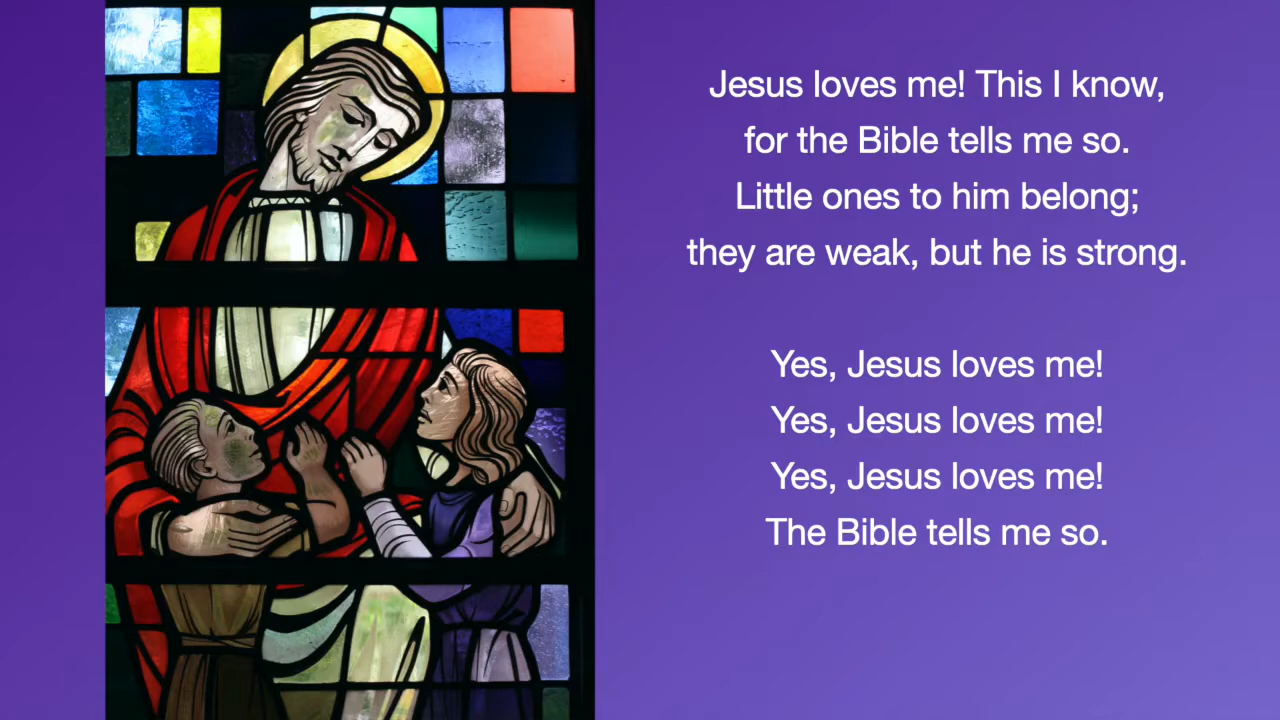 Jesus loves me! This I know,
for the Bible tells me so.
Little ones to him belong;
they are weak, but he is strong.
Yes, Jesus loves me!
Yes, Jesus loves me!
Yes, Jesus loves me!
The Bible tells me so.